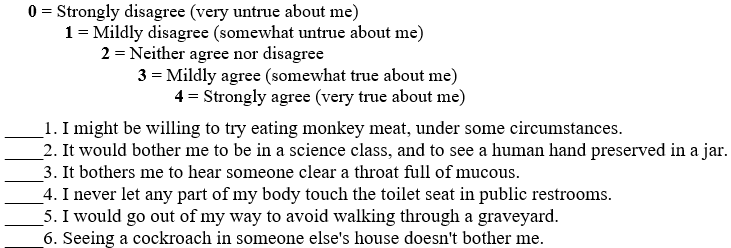 0 = Strongly disagree (very untrue about me)
1 = Mildly disagree (somewhat untrue about me)
2 = Neither agree nor disagree
3 = Mildly agree (somewhat true about me)
4 = Strongly agree (very true about me)
____1. I might be willing to try eating monkey meat, under some circumstances.
____2. It would bother me to be in a science class, and to see a human hand preserved in a jar.
____3. It bothers me to hear someone clear a throat full of mucous.
____4. I never let any part of my body touch the toilet seat in public restrooms.
____5. I would go out of my way to avoid walking through a graveyard.
____6. Seeing a cockroach in someone else's house doesn't bother me.